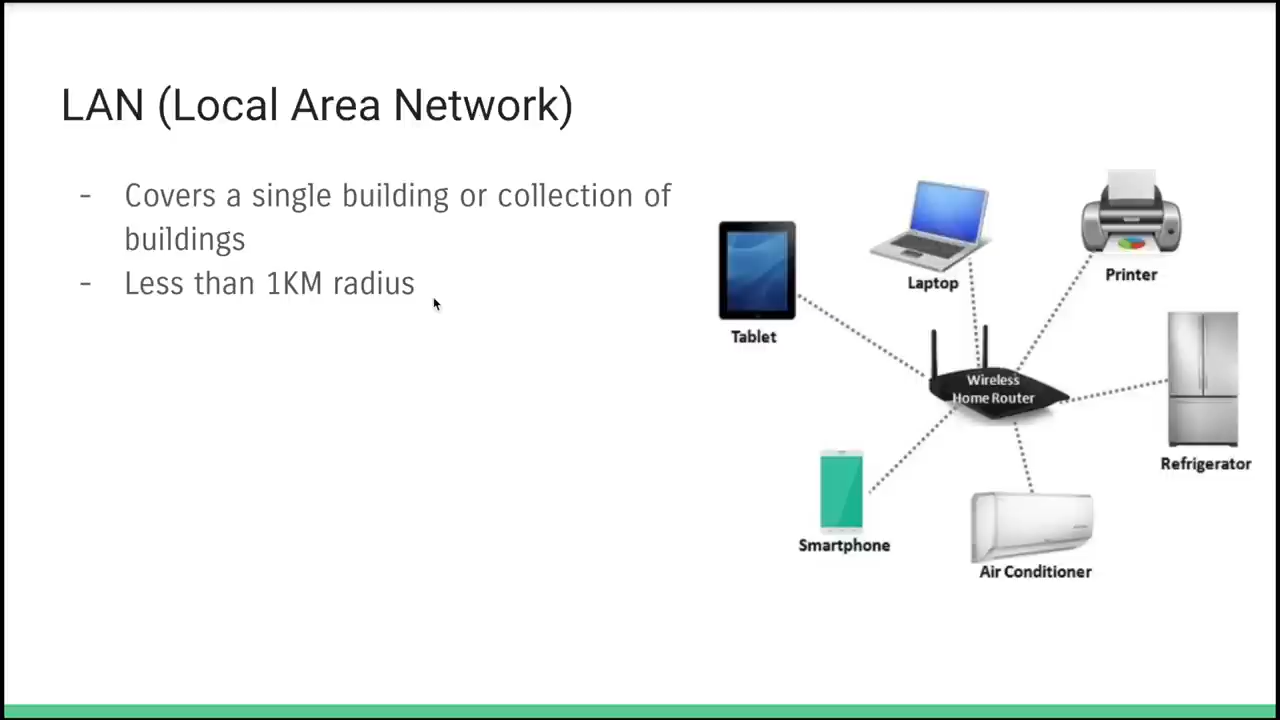 LAN (Local Area Network)
- Covers a single building or collection of
buildings
- Less than 1KM radius
Laptop
Printer
Tablet
Wireless
Home Router
Refrigerator
Smartphone
Air Conditioner